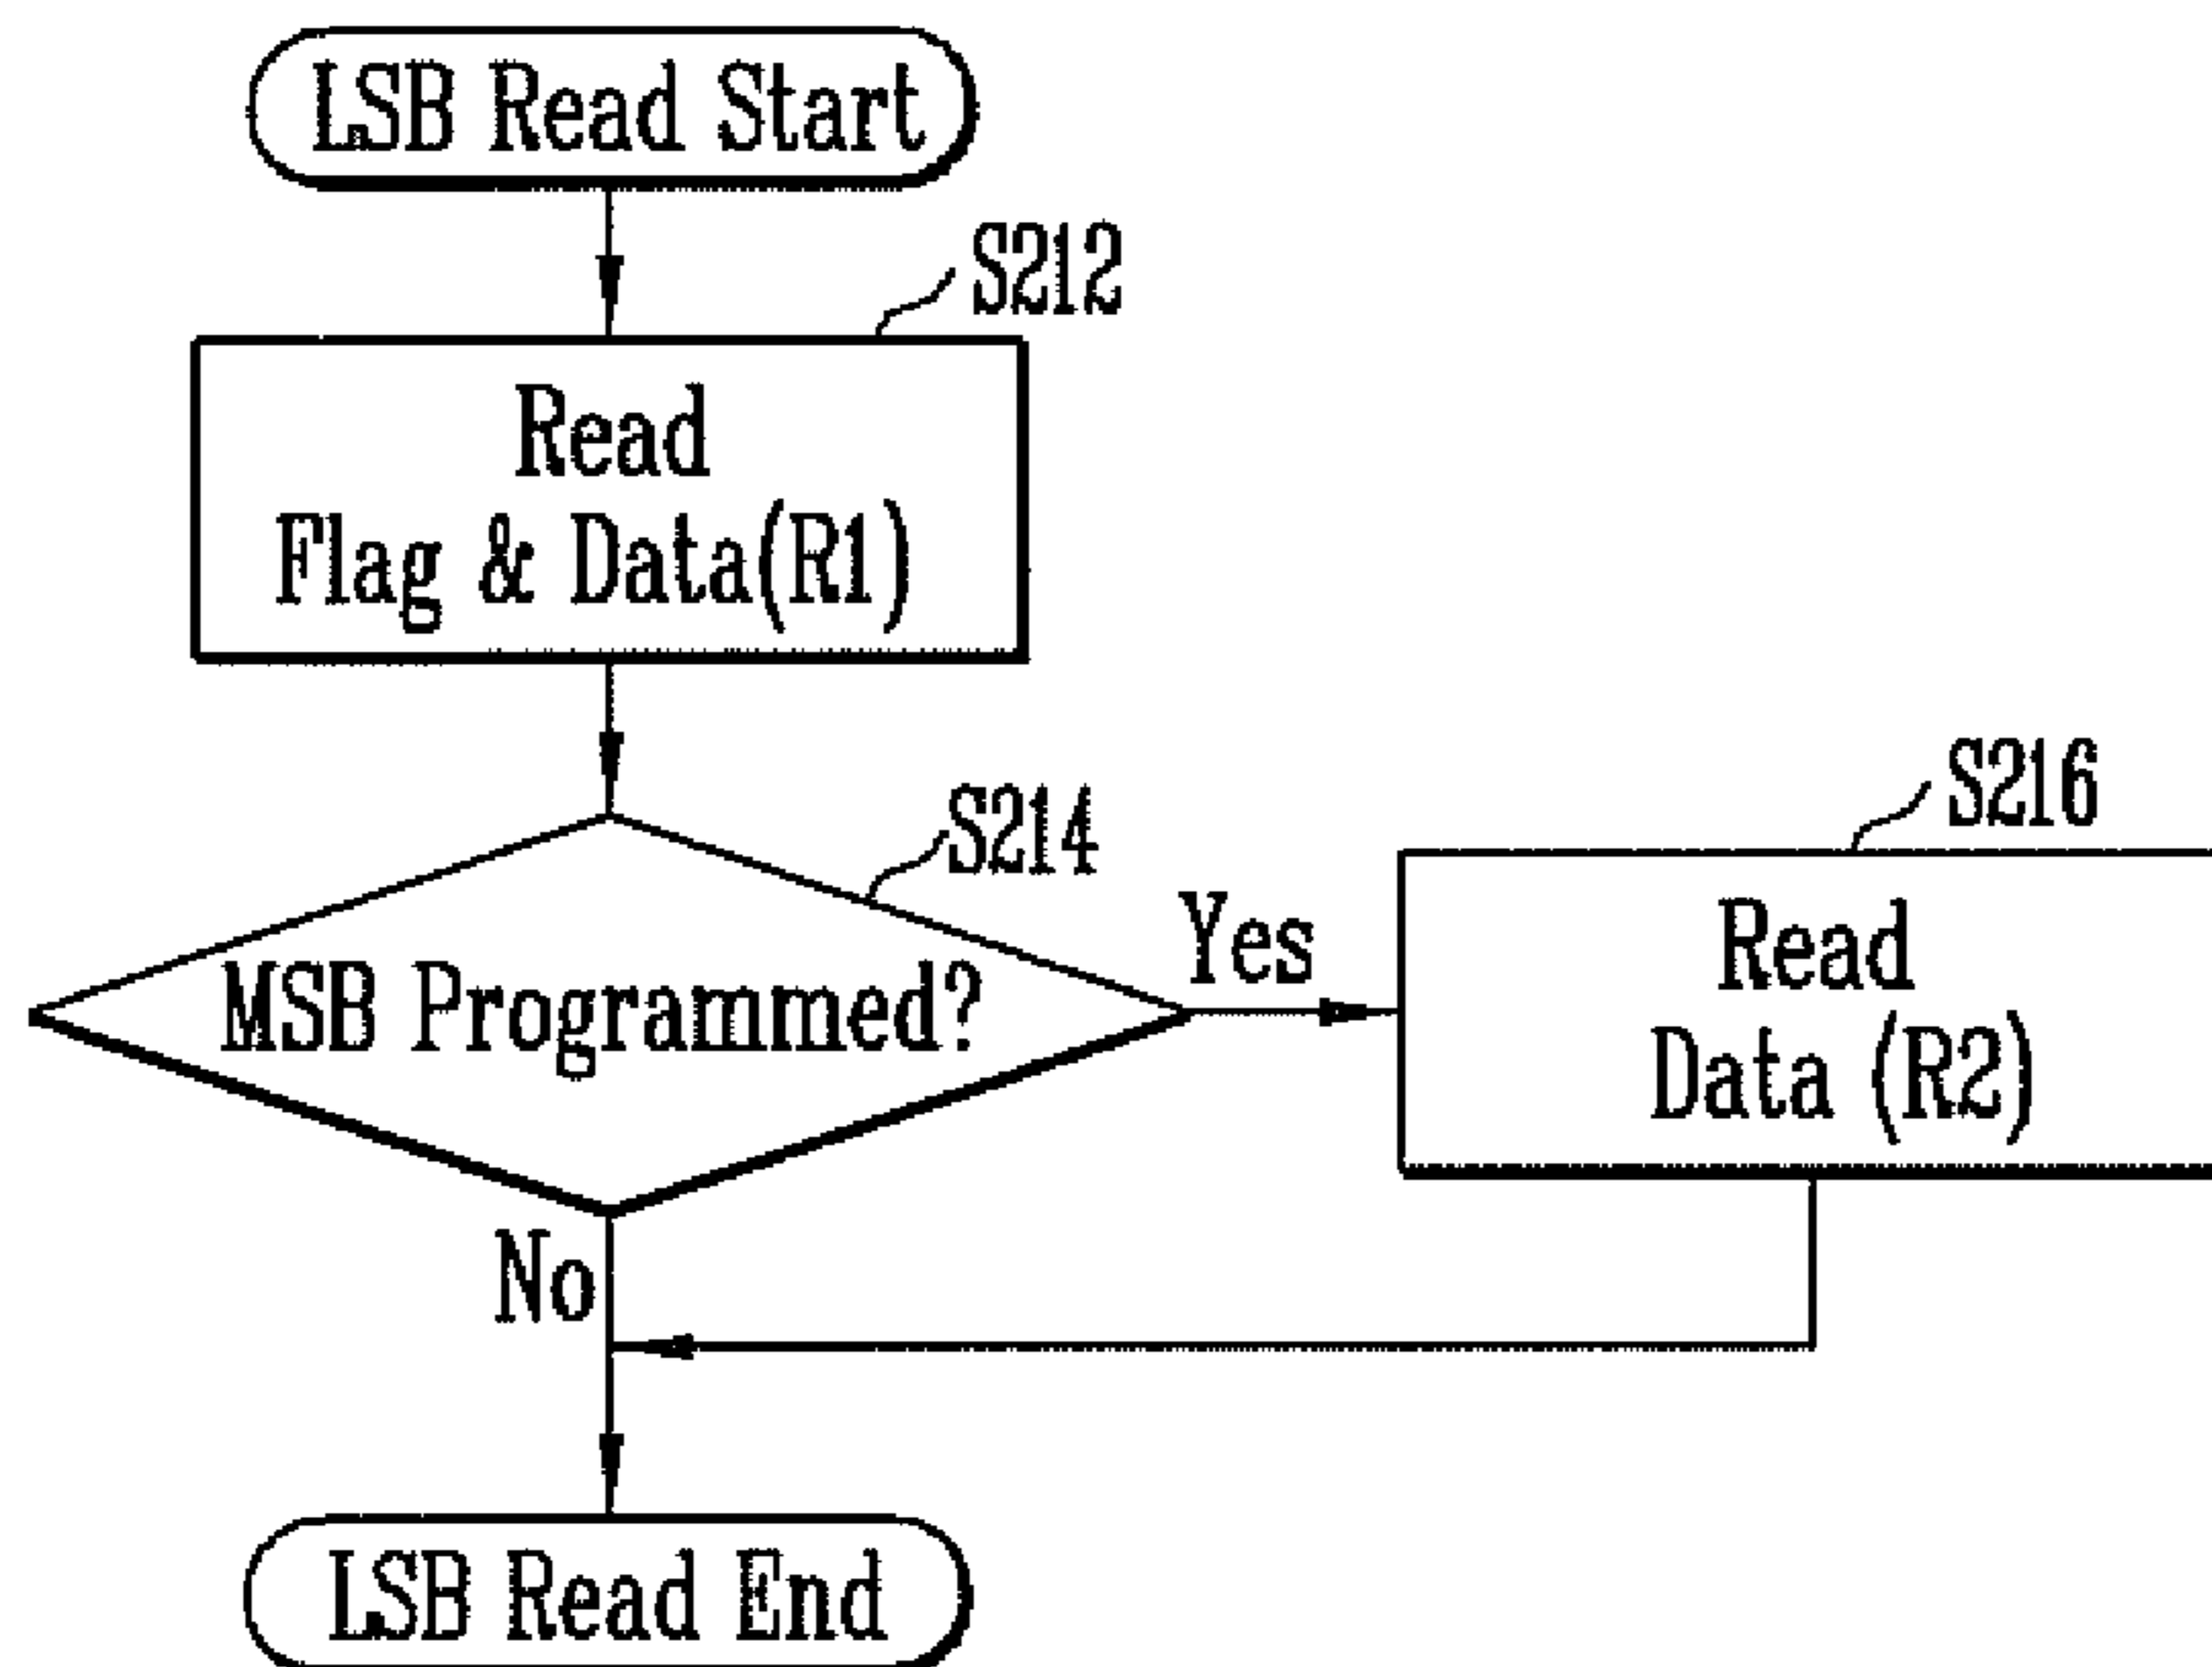 LSB Read Start
S212
Read
Flag & Data(R1)
S214
MSB Programmed?
Yes
S216
Read
Data (R2)
No
LSB Read End